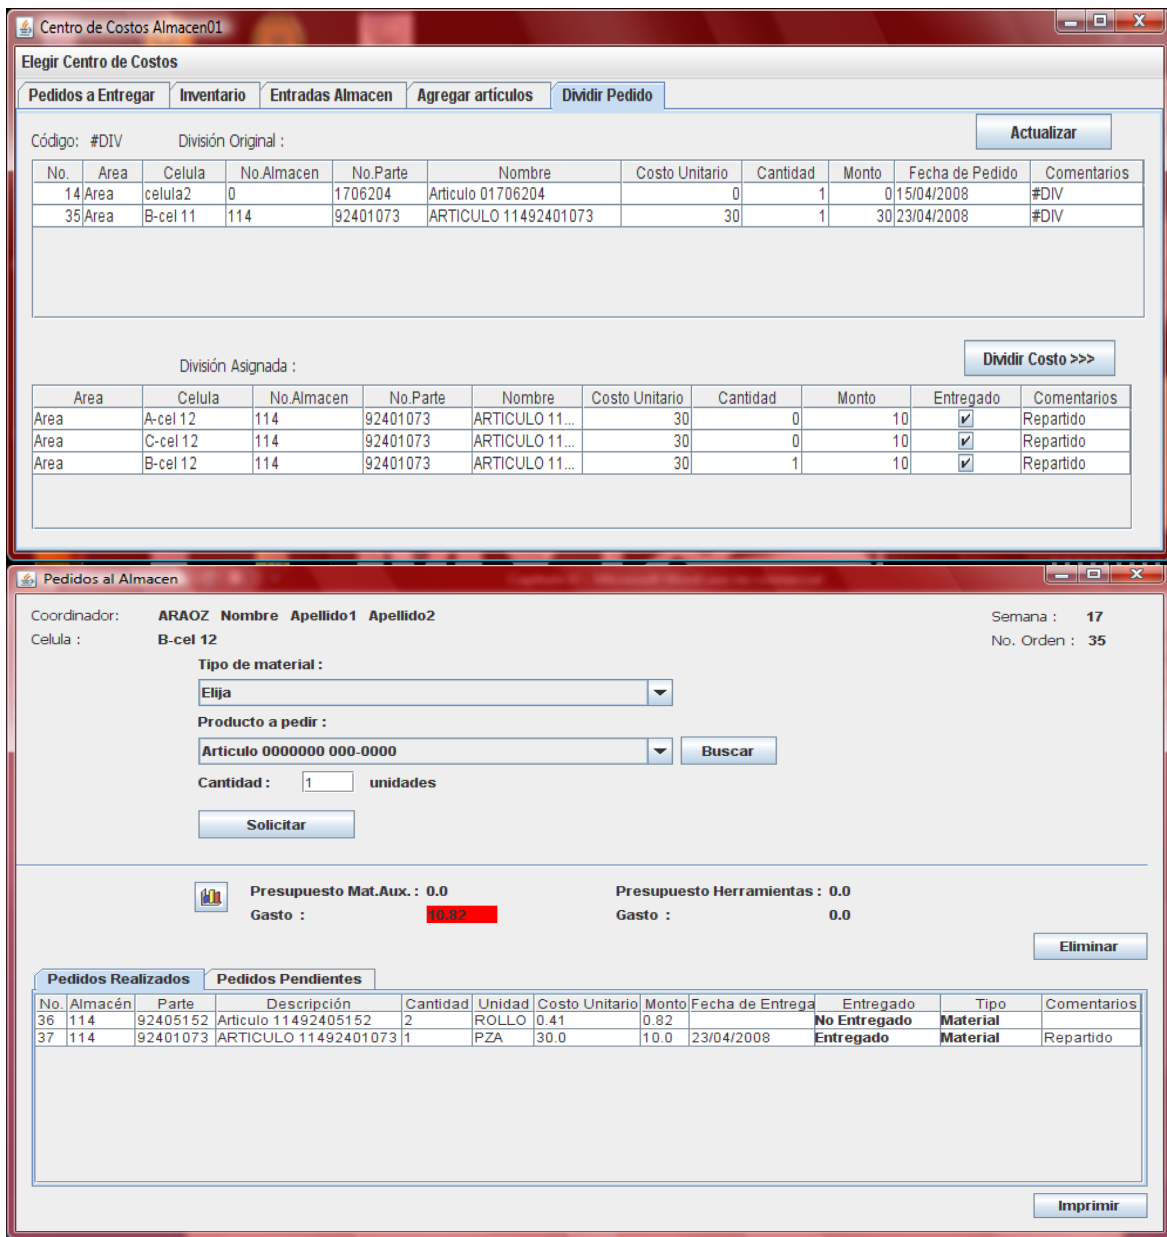 Centro de Costos Almacen01
Elegir Centro de Costos
Pedidos a Entregar Inventario Entradas Almacen Agregar artículos Dividir Pedido
Código: #DIV División Original :
Actualizar
No. Area Celula No.Almacen No.Parte Nombre Costo Unitario Cantidad Monto Fecha de Pedido Comentarios
14 Area celula2 0 1706204 Articulo 01706204 0 1 0 15/04/2008 #DIV
35 Area B-cel 11 114 92401073 ARTICULO 11492401073 30 1 30 23/04/2008 #DIV
División Asignada :
Dividir Costo >>>
Area Celula No.Almacen No.Parte Nombre Costo Unitario Cantidad Monto Entregado Comentarios
Area A-cel 12 114 92401073 ARTICULO 11... 30 0 10 Repartido
Area C-cel 12 114 92401073 ARTICULO 11... 30 0 10 Repartido
Area B-cel 12 114 92401073 ARTICULO 11... 30 1 10 Repartido
Pedidos al Almacen
Coordinador: ARAOZ Nombre Apellido1 Apellido2 Semana : 17
Celula : B-cel 12 No. Orden : 35
Tipo de material :
Elija
Producto a pedir :
Articulo 0000000 000-0000 Buscar
Cantidad : 1 unidades
Solicitar
Presupuesto Mat.Aux. : 0.0 Presupuesto Herramientas : 0.0
Gasto : 10.82 Gasto : 0.0
Eliminar
Pedidos Realizados Pedidos Pendientes
No. Almacén Parte Descripción Cantidad Unidad Costo Unitario Monto Fecha de Entrega Entregado Tipo Comentarios
36 114 92405152 Articulo 11492405152 2 ROLLO 0.41 0.82 No Entregado Material
37 114 92401073 ARTICULO 11492401073 1 PZA 30.0 10.0 23/04/2008 Entregado Material Repartido
Imprimir